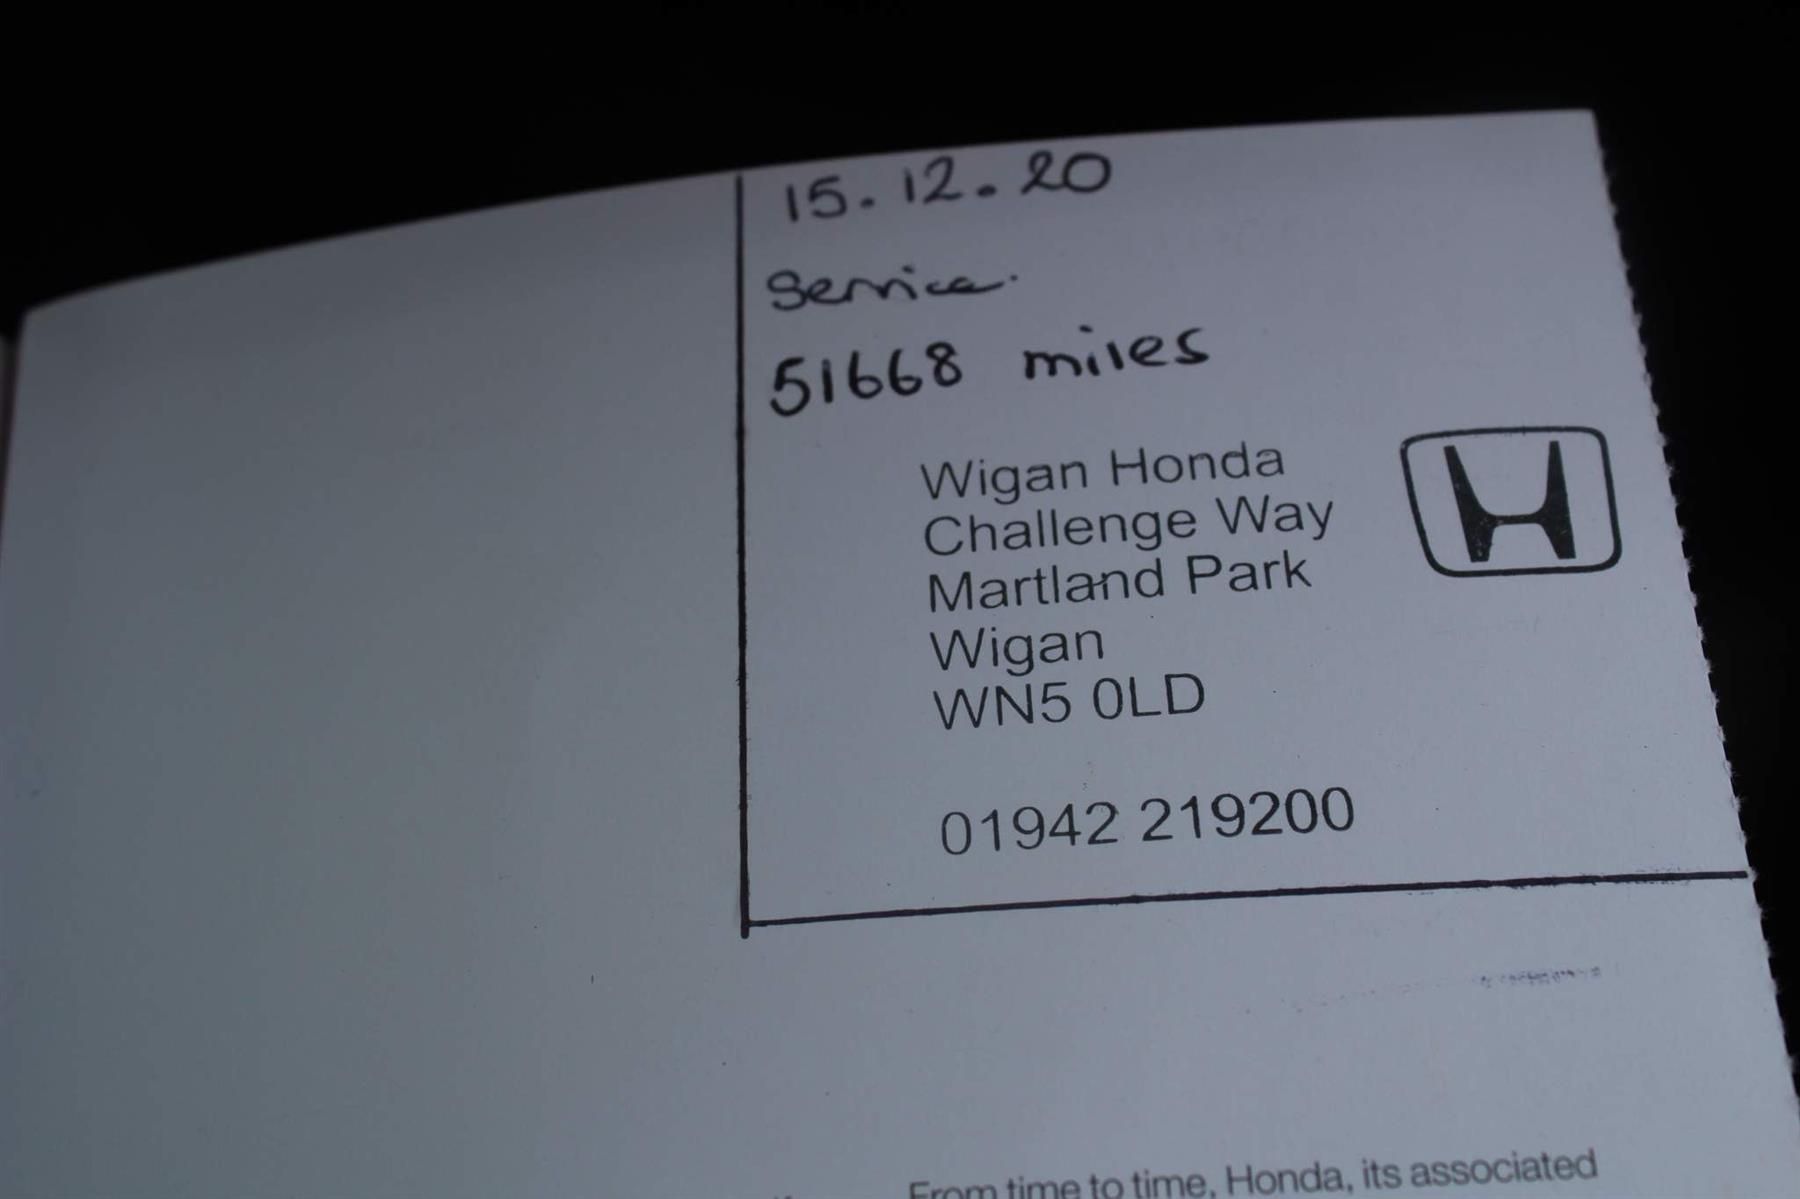 15.12.20
Service.
51668 miles
Wigan Honda
Challenge Way
Martland Park
Wigan
WN5 0LD
01942 219200
From time to time, Honda, its associated